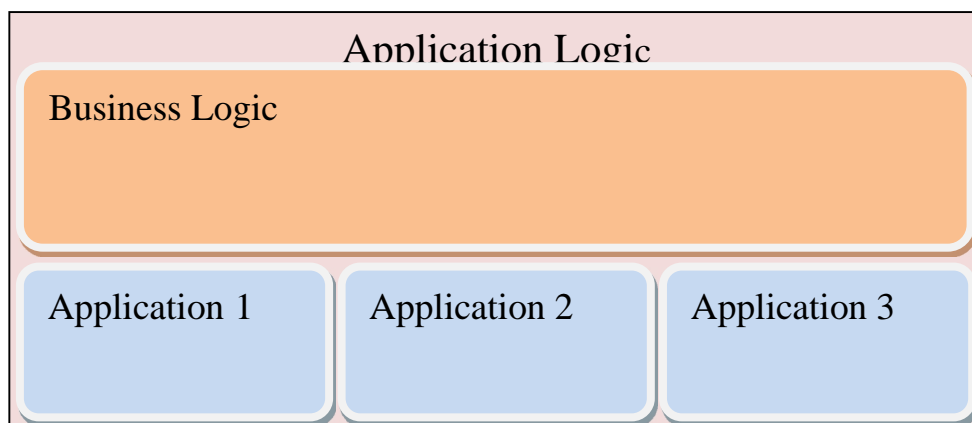 Application Logic
Business Logic
Application 1
Application 2
Application 3